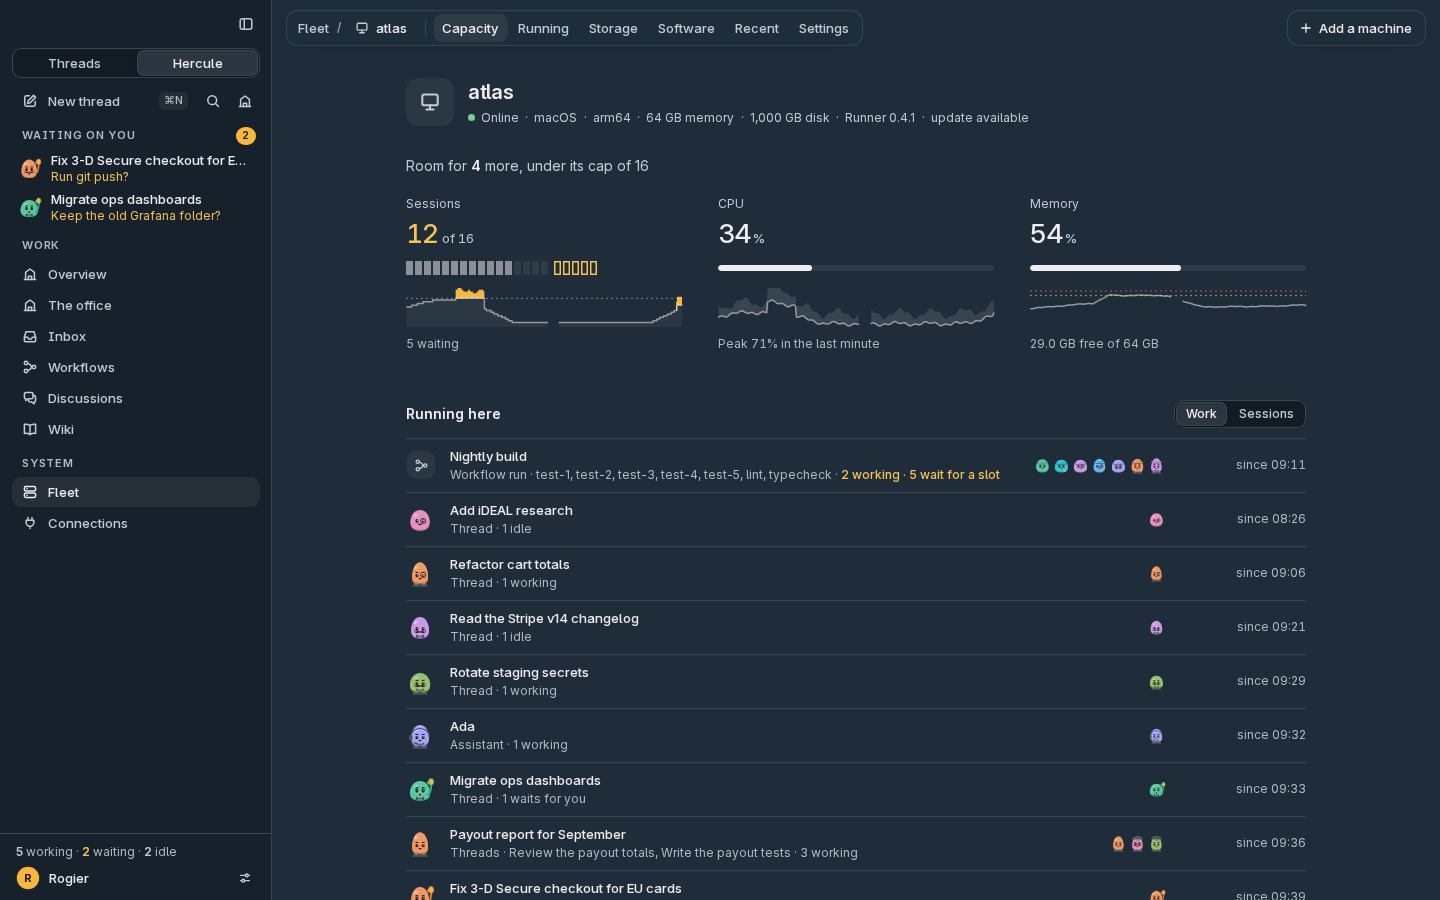 Threads
Hercule
New thread
⌘N
WAITING ON YOU
2
Fix 3-D Secure checkout for E...
Run git push?
Migrate ops dashboards
Keep the old Grafana folder?
WORK
Overview
The office
Inbox
Workflows
Discussions
Wiki
SYSTEM
Fleet
Connections
5 working · 2 waiting · 2 idle
R
Rogier
Fleet / atlas
Capacity
Running
Storage
Software
Recent
Settings
Add a machine
atlas
Online · macOS · arm64 · 64 GB memory · 1,000 GB disk · Runner 0.4.1 · update available
Room for 4 more, under its cap of 16
Sessions
12 of 16
5 waiting
CPU
34%
Peak 71% in the last minute
Memory
54%
29.0 GB free of 64 GB
Running here
Work
Sessions
Nightly build
Workflow run · test-1, test-2, test-3, test-4, test-5, lint, typecheck · 2 working · 5 wait for a slot
since 09:11
Add iDEAL research
Thread · 1 idle
since 08:26
Refactor cart totals
Thread · 1 working
since 09:06
Read the Stripe v14 changelog
Thread · 1 idle
since 09:21
Rotate staging secrets
Thread · 1 working
since 09:29
Ada
Assistant · 1 working
since 09:32
Migrate ops dashboards
Thread · 1 waits for you
since 09:33
Payout report for September
Threads · Review the payout totals, Write the payout tests · 3 working
since 09:36
Fix 3-D Secure checkout for EU cards
since 09:39